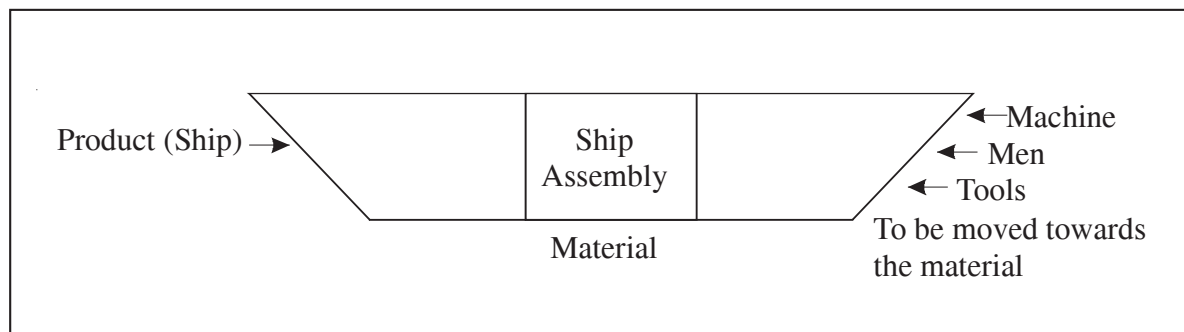 Product (Ship)
Ship
Assembly
Machine
Men
Tools
Material
To be moved towards
the material